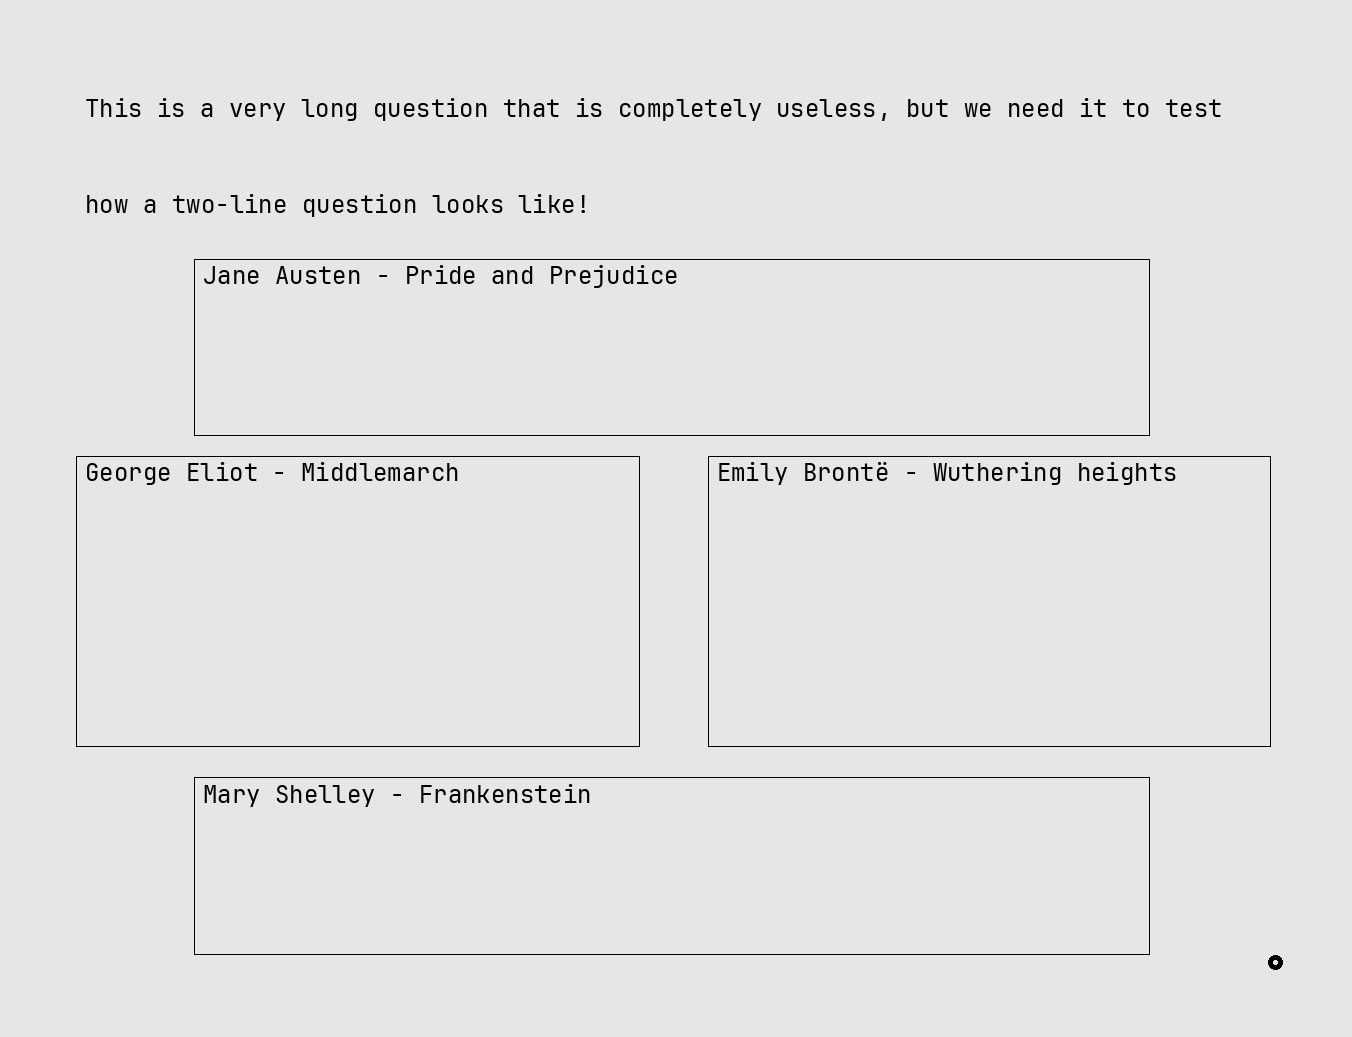 This is a very long question that is completely useless, but we need it to test
how a two-line question looks like!
Jane Austen - Pride and Prejudice
George Eliot - Middlemarch
Emily Brontë - Wuthering heights
Mary Shelley - Frankenstein